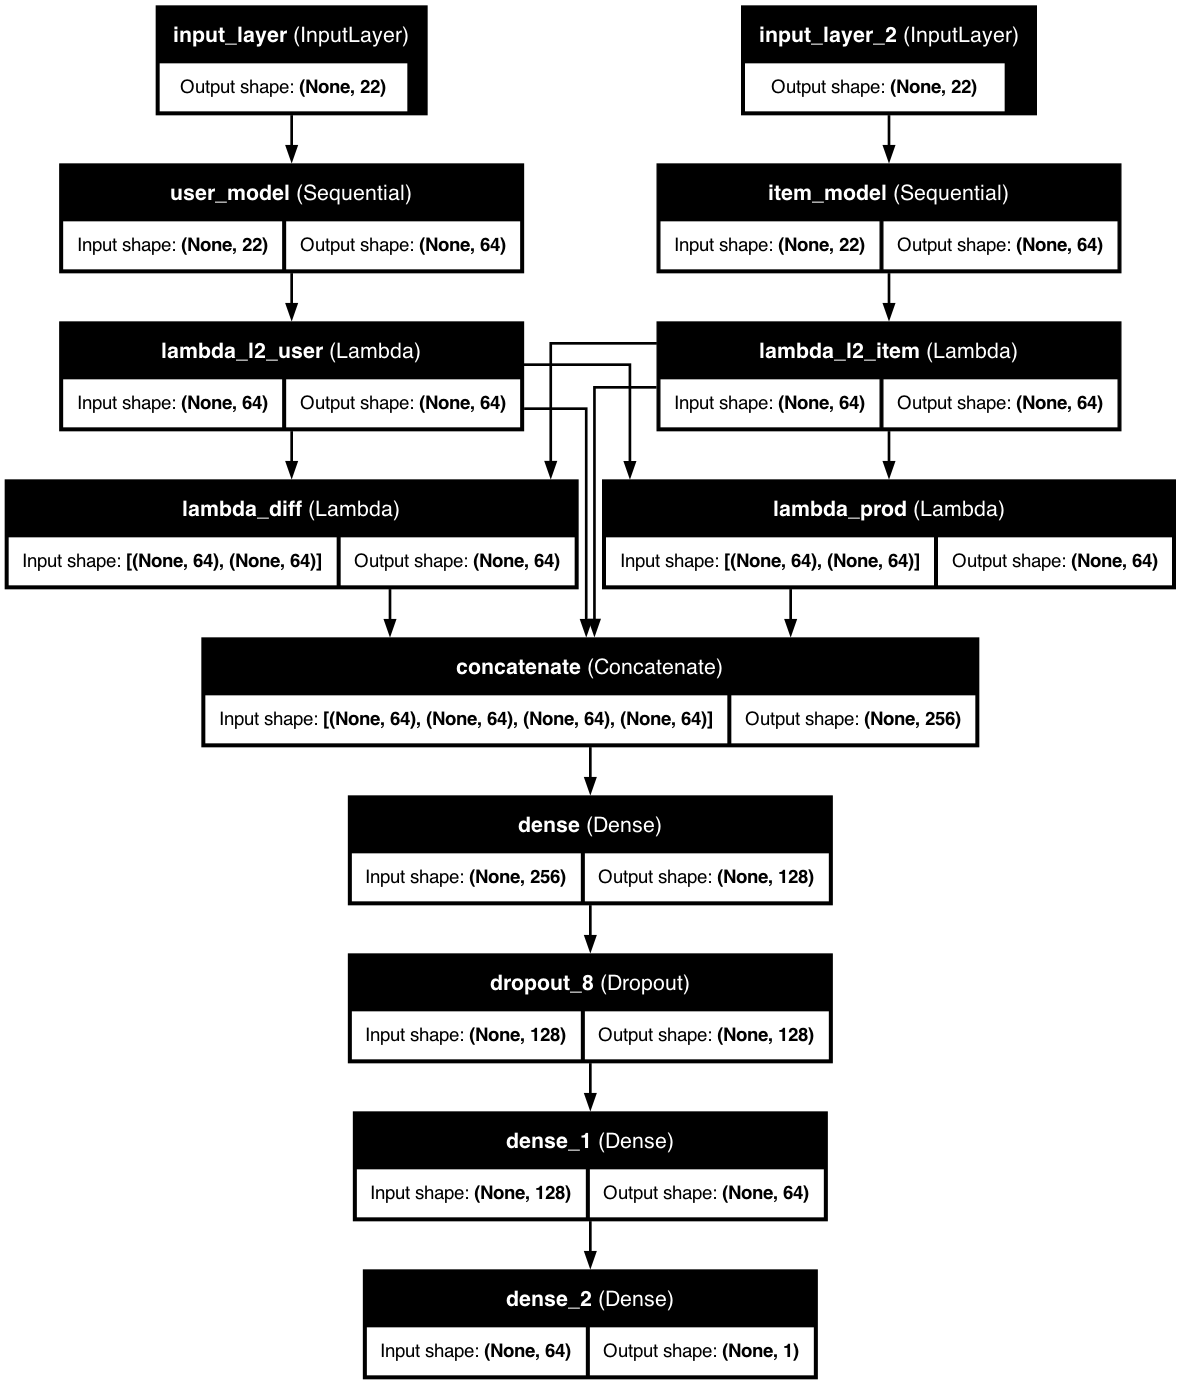 input_layer (InputLayer)
Output shape: (None, 22)
input_layer_2 (InputLayer)
Output shape: (None, 22)
user_model (Sequential)
Input shape: (None, 22) Output shape: (None, 64)
item_model (Sequential)
Input shape: (None, 22) Output shape: (None, 64)
lambda_l2_user (Lambda)
Input shape: (None, 64) Output shape: (None, 64)
lambda_l2_item (Lambda)
Input shape: (None, 64) Output shape: (None, 64)
lambda_diff (Lambda)
Input shape: [(None, 64), (None, 64)] Output shape: (None, 64)
lambda_prod (Lambda)
Input shape: [(None, 64), (None, 64)] Output shape: (None, 64)
concatenate (Concatenate)
Input shape: [(None, 64), (None, 64), (None, 64), (None, 64)] Output shape: (None, 256)
dense (Dense)
Input shape: (None, 256) Output shape: (None, 128)
dropout_8 (Dropout)
Input shape: (None, 128) Output shape: (None, 128)
dense_1 (Dense)
Input shape: (None, 128) Output shape: (None, 64)
dense_2 (Dense)
Input shape: (None, 64) Output shape: (None, 1)